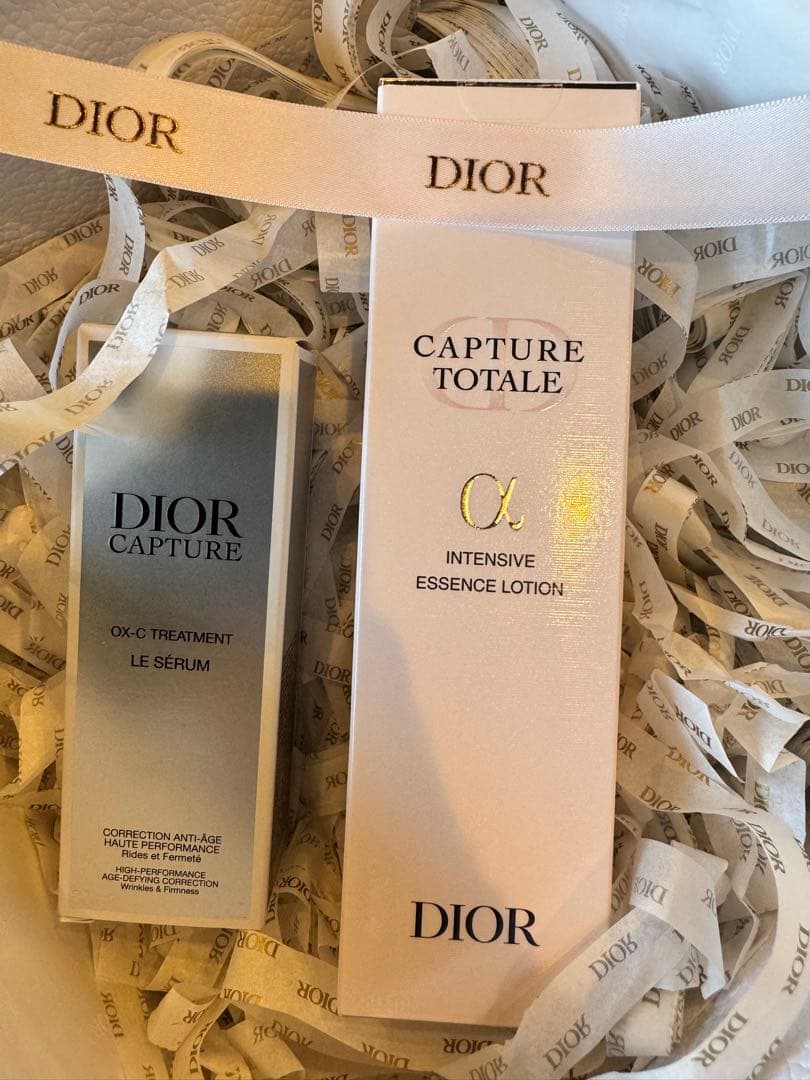 DIOR
DIOR
DIOR
CAPTURE
OX-C TREATMENT
LE SÉRUM
CORRECTION ANTI-ÂGE
HAUTE PERFORMANCE
Rides et Fermeté
HIGH-PERFORMANCE
AGE-DEFYING CORRECTION
Wrinkles & Firmness
CAPTURE
TOTALE
α
INTENSIVE
ESSENCE LOTION
DIOR